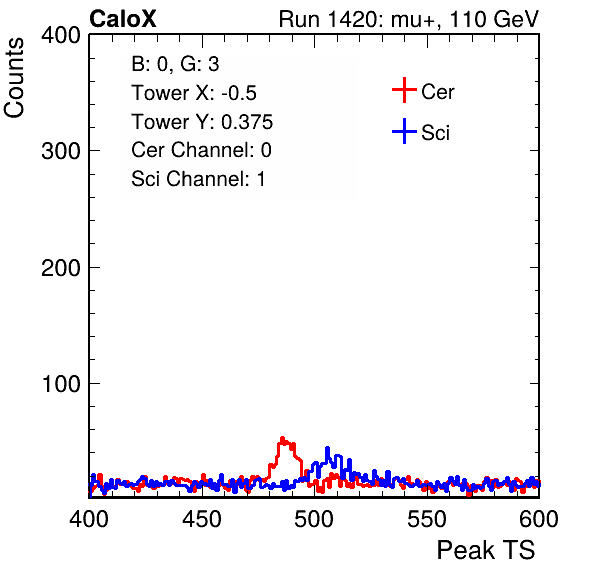 CaloX Run 1420: mu+, 110 GeV
Counts
400
B: 0, G: 3
Tower X: -0.5
Tower Y: 0.375
Cer Channel: 0
Sci Channel: 1
Cer
Sci
300
200
100
400 450 500 550 600
Peak TS